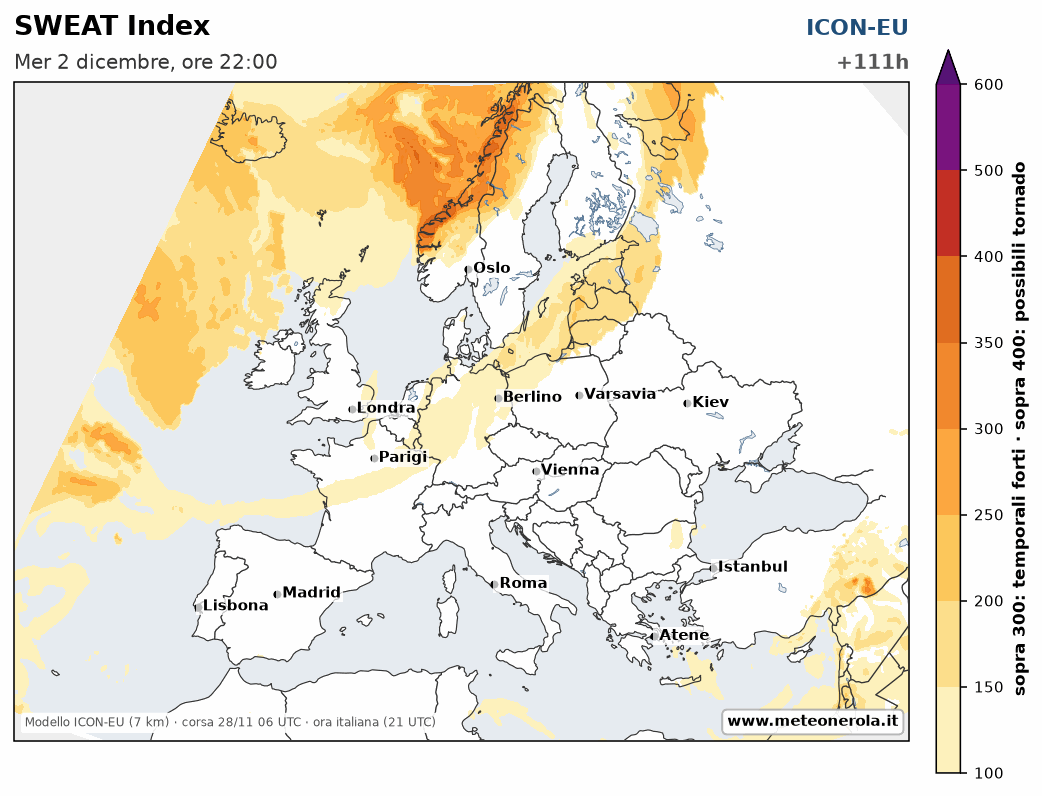 SWEAT Index
ICON-EU
Mer 2 dicembre, ore 22:00
+111h
600
500
400
350
300
250
200
150
100
sopra 300: temporali forti · sopra 400: possibili tornado
Oslo
Berlino
Varsavia
Kiev
Londra
Parigi
Vienna
Istanbul
Roma
Madrid
Lisbona
Atene
Modello ICON-EU (7 km) · corsa 28/11 06 UTC · ora italiana (21 UTC)
www.meteonerola.it